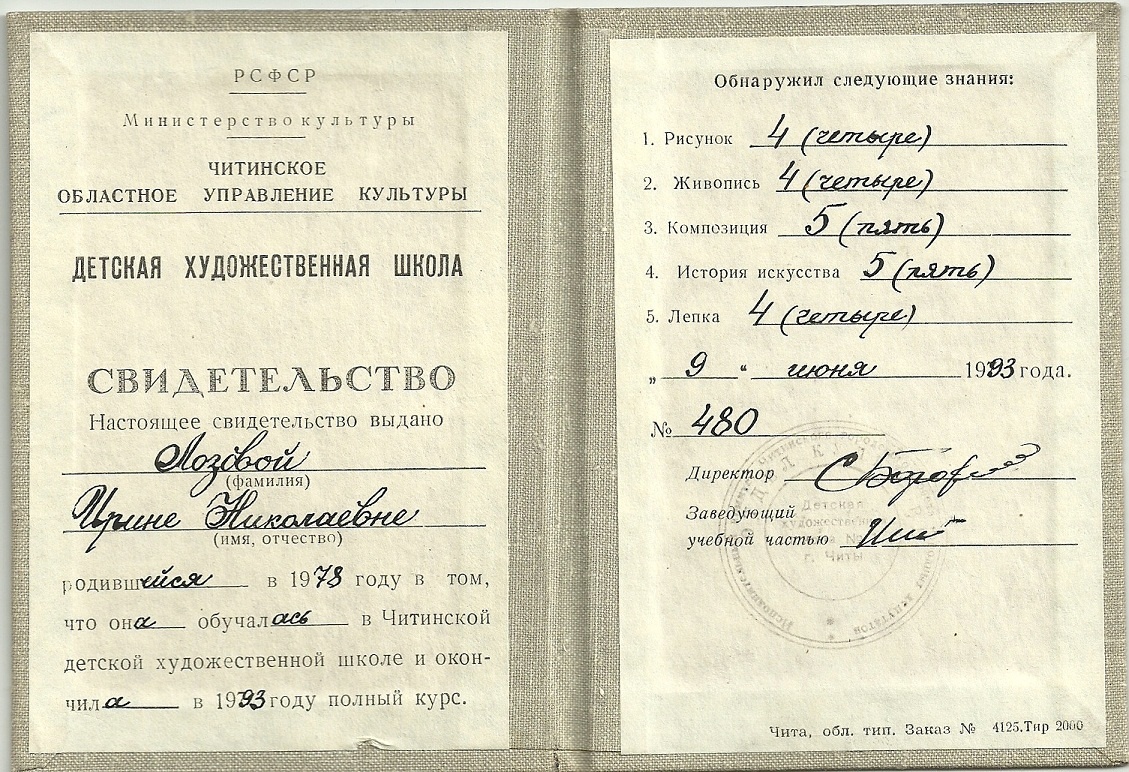 РСФСР
Министерство культуры
ЧИТИНСКОЕ
ОБЛАСТНОЕ УПРАВЛЕНИЕ КУЛЬТУРЫ
ДЕТСКАЯ ХУДОЖЕСТВЕННАЯ ШКОЛА
СВИДЕТЕЛЬСТВО
Настоящее свидетельство выдано
Лозовой
(фамилия)
Ирине Николаевне
(имя, отчество)
родившейся в 1978 году в том,
что она обучалась в Читинской
детской художественной школе и окон-
чила в 1993 году полный курс.
Обнаружил следующие знания:
1. Рисунок 4 (четыре)
2. Живопись 4 (четыре)
3. Композиция 5 (пять)
4. История искусства 5 (пять)
5. Лепка 4 (четыре)
„ 9 “ июня 1993 года.
№ 480
Директор
Заведующий
учебной частью
Детская
художественная
г. Читы
Чита, обл. тип. Заказ № 4125.Тир 2000